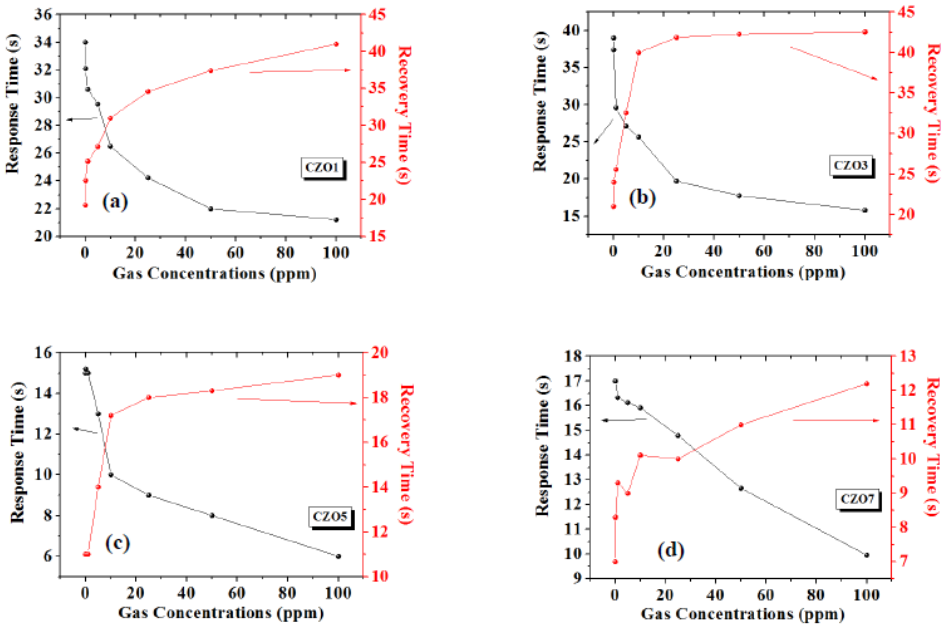 36
34
32
30
28
26
24
22
20
45
40
35
30
25
20
15
Response Time (s)
Recovery Time (s)
CZO1
(a)
0 20 40 60 80 100
Gas Concentrations (ppm)
40
35
30
25
20
15
45
40
35
30
25
20
Response Time (s)
Recovery Time (s)
CZO3
(b)
0 20 40 60 80 100
Gas Concentrations (ppm)
16
14
12
10
8
6
20
18
16
14
12
10
Response Time (s)
Recovery Time (s)
CZO5
(c)
0 20 40 60 80 100
Gas Concentrations (ppm)
18
17
16
15
14
13
12
11
10
9
13
12
11
10
9
8
7
Response Time (s)
Recovery Time (s)
CZO7
(d)
0 20 40 60 80 100
Gas Concentrations (ppm)